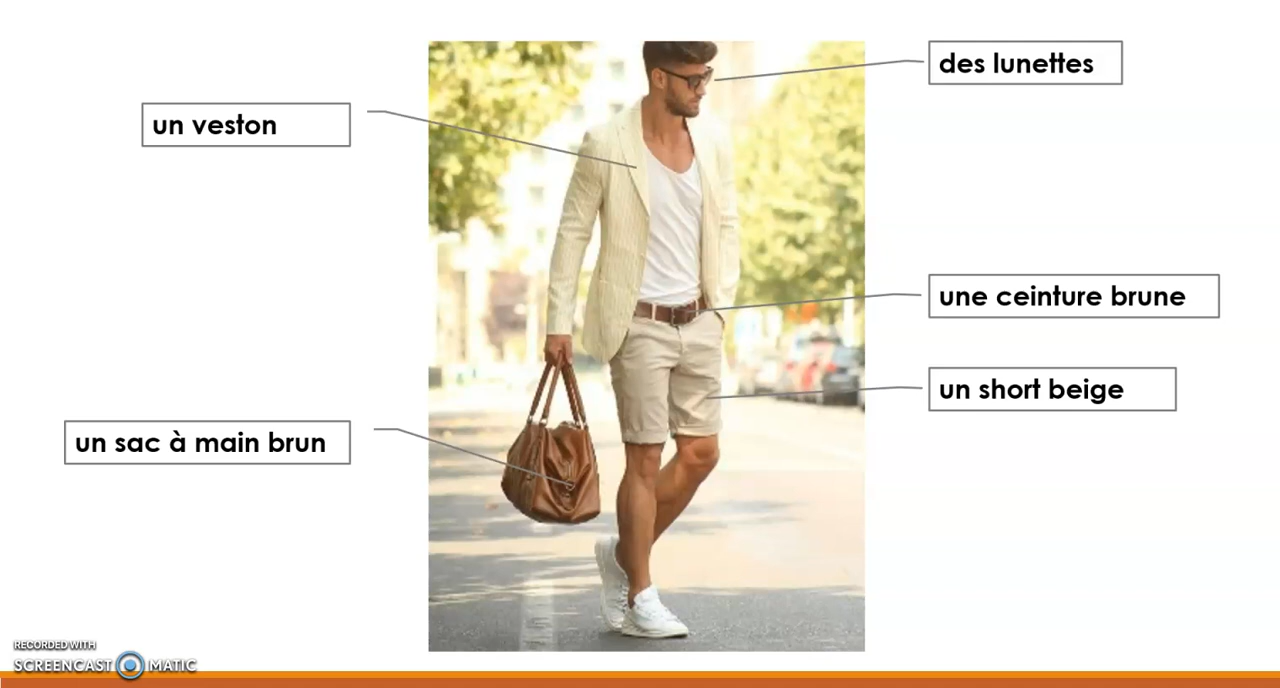 des lunettes
un veston
une ceinture brune
un short beige
un sac à main brun
RECORDED WITH
SCREENCAST MATIC